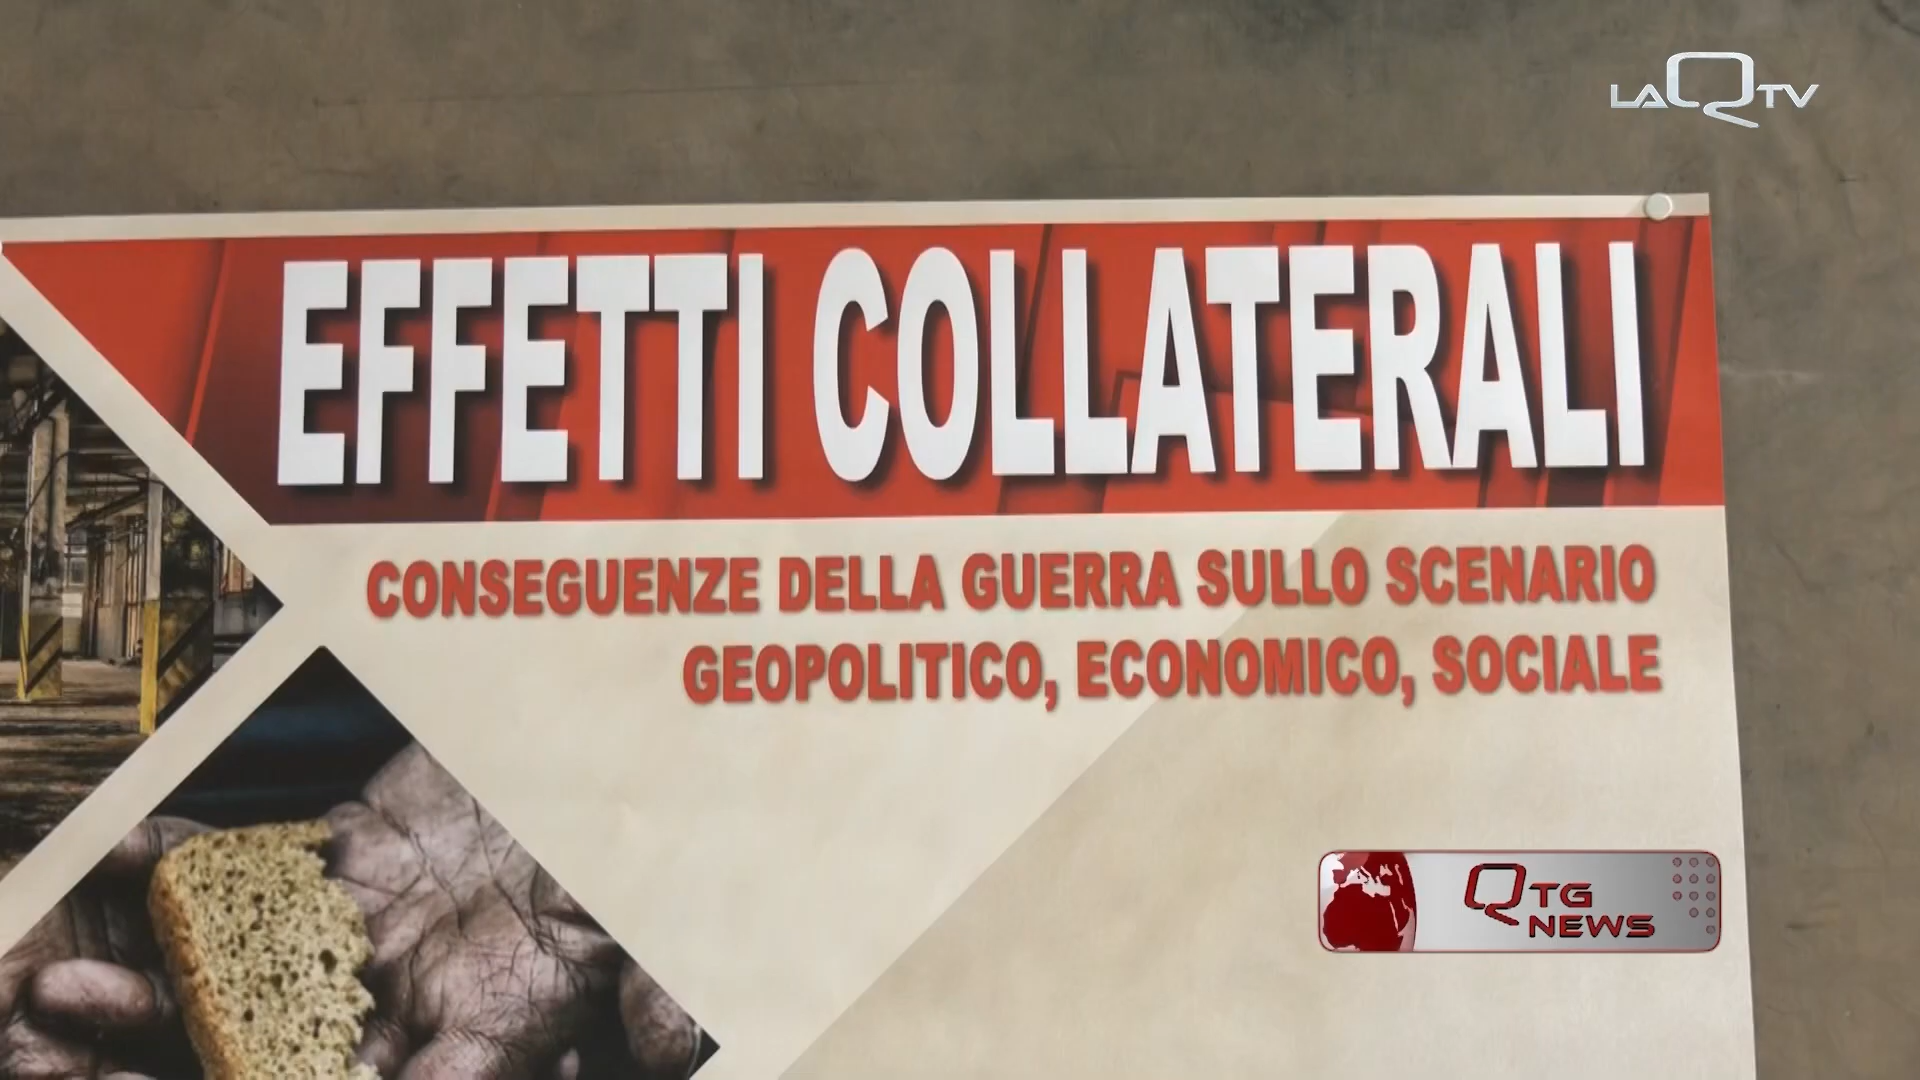 LAQTV
EFFETTI COLLATERALI
CONSEGUENZE DELLA GUERRA SULLO SCENARIO
GEOPOLITICO, ECONOMICO, SOCIALE
QTG
NEWS